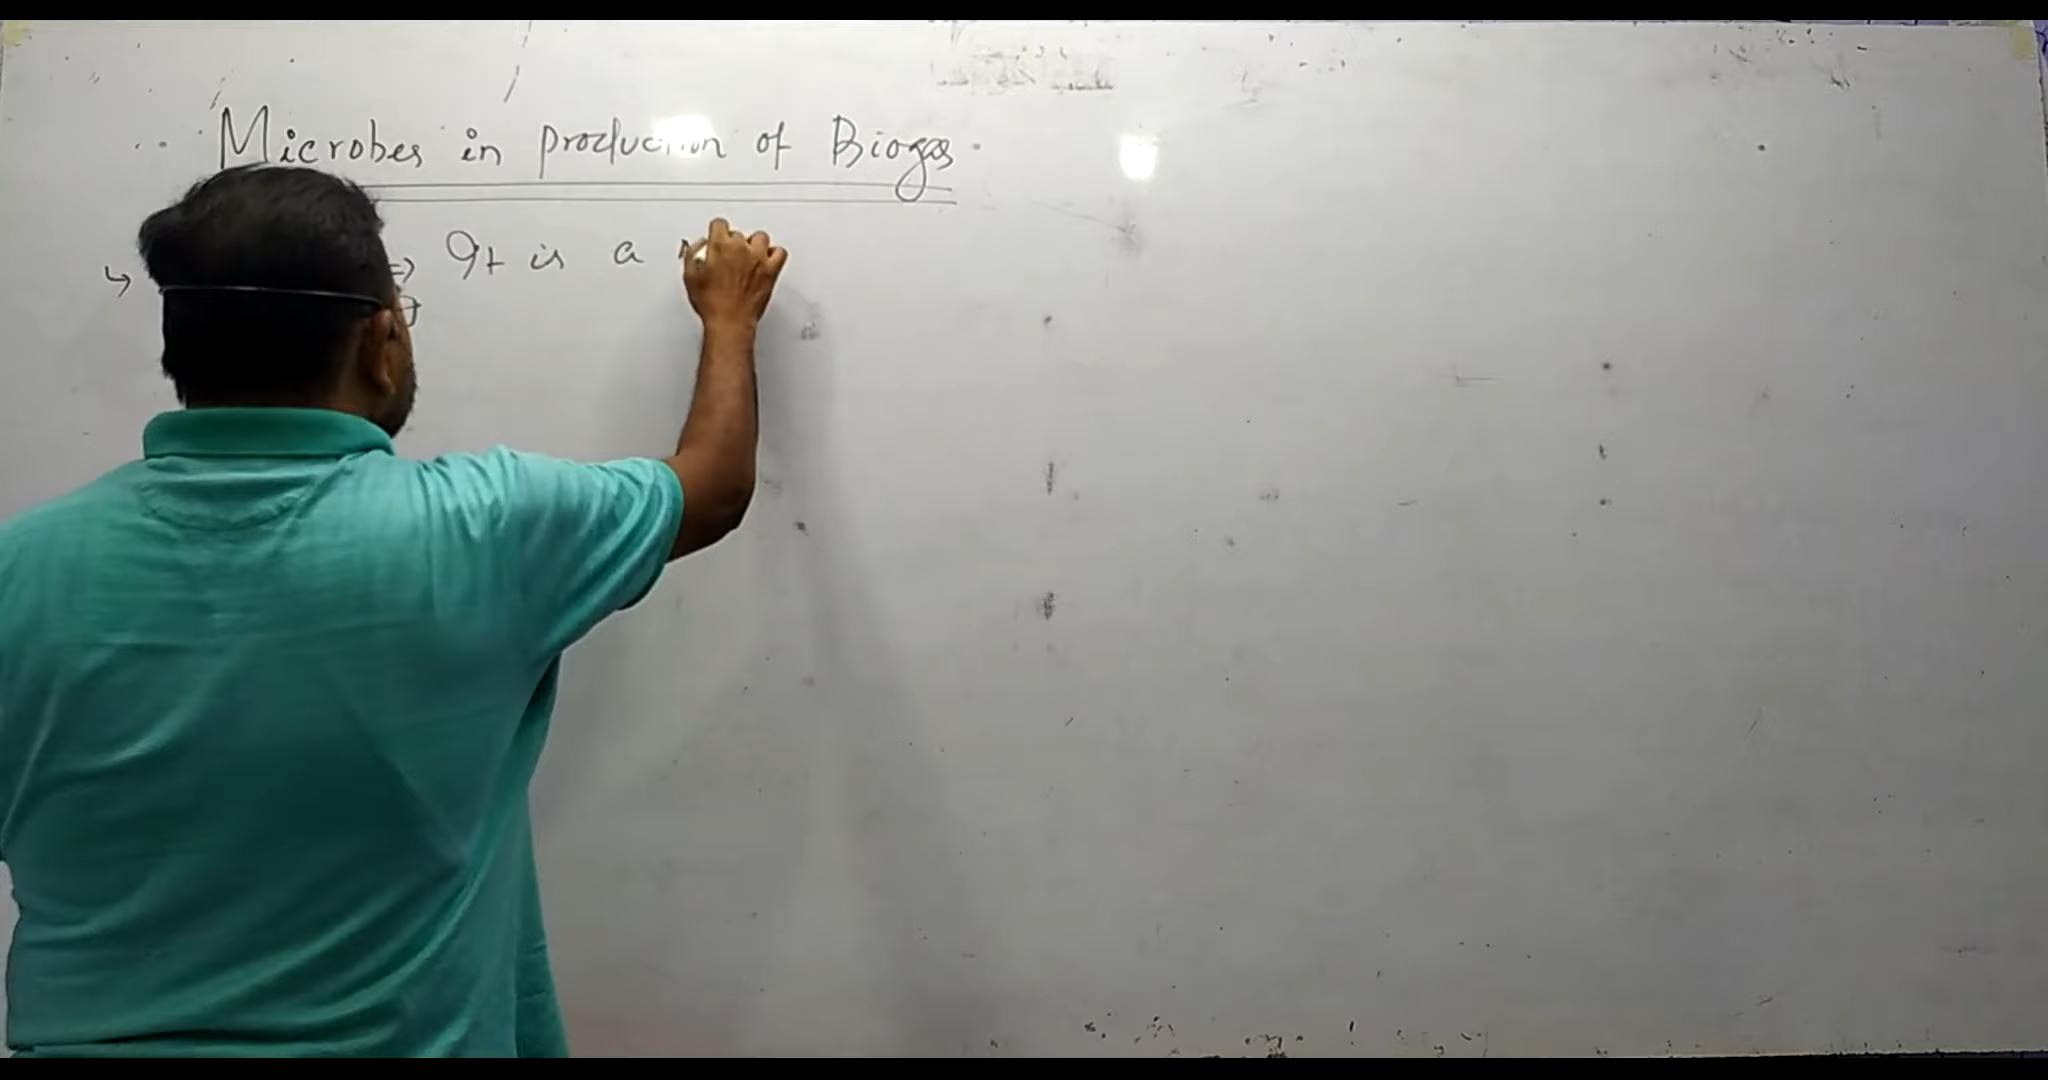 Microbes in production of Biogas.
↳ => It is a